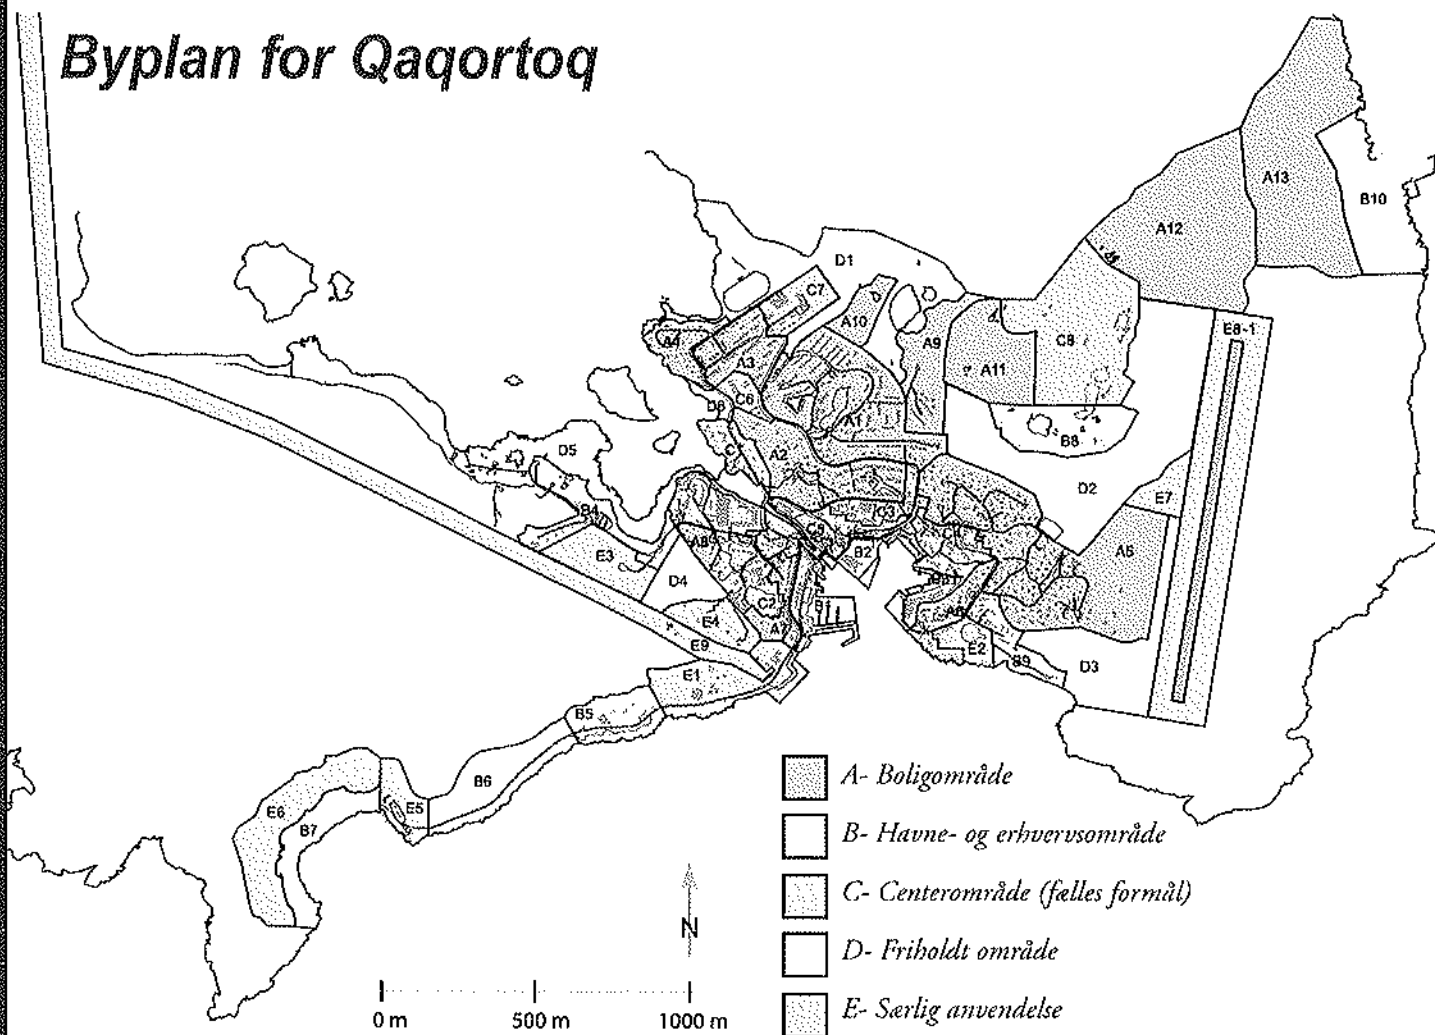 Byplan for Qaqortoq
A13
B10
A12
D1
C7
E8-1
A10
A4
A9
C8
A3
A11
C6
D6
A1
B8
D5
A2
D2
E7
C3
B4
C5
A8
B2
A5
E3
D4
C2
B1
A6
E4
A7
E2
E9
B9
D3
E1
B5
B6
E5
E6
B7
A- Boligområde
B- Havne- og erhvervsområde
C- Centerområde (fælles formål)
D- Friholdt område
E- Særlig anvendelse
N
0 m 500 m 1000 m